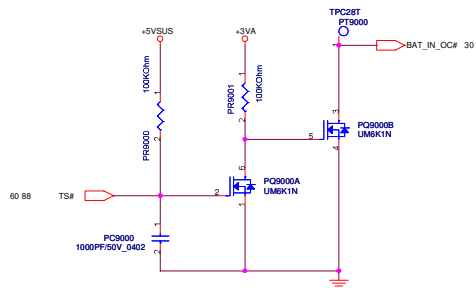 TPC28T
PT9000
+5VSUS
+3VA
1
BAT_IN_OC# 30
1
100KOhm
PR9000
2
1
100KOhm
PR9001
2
3
5
PQ9000B
UM6K1N
4
6
60 88
TS#
2
PQ9000A
UM6K1N
1
1
PC9000
1000PF/50V_0402
2